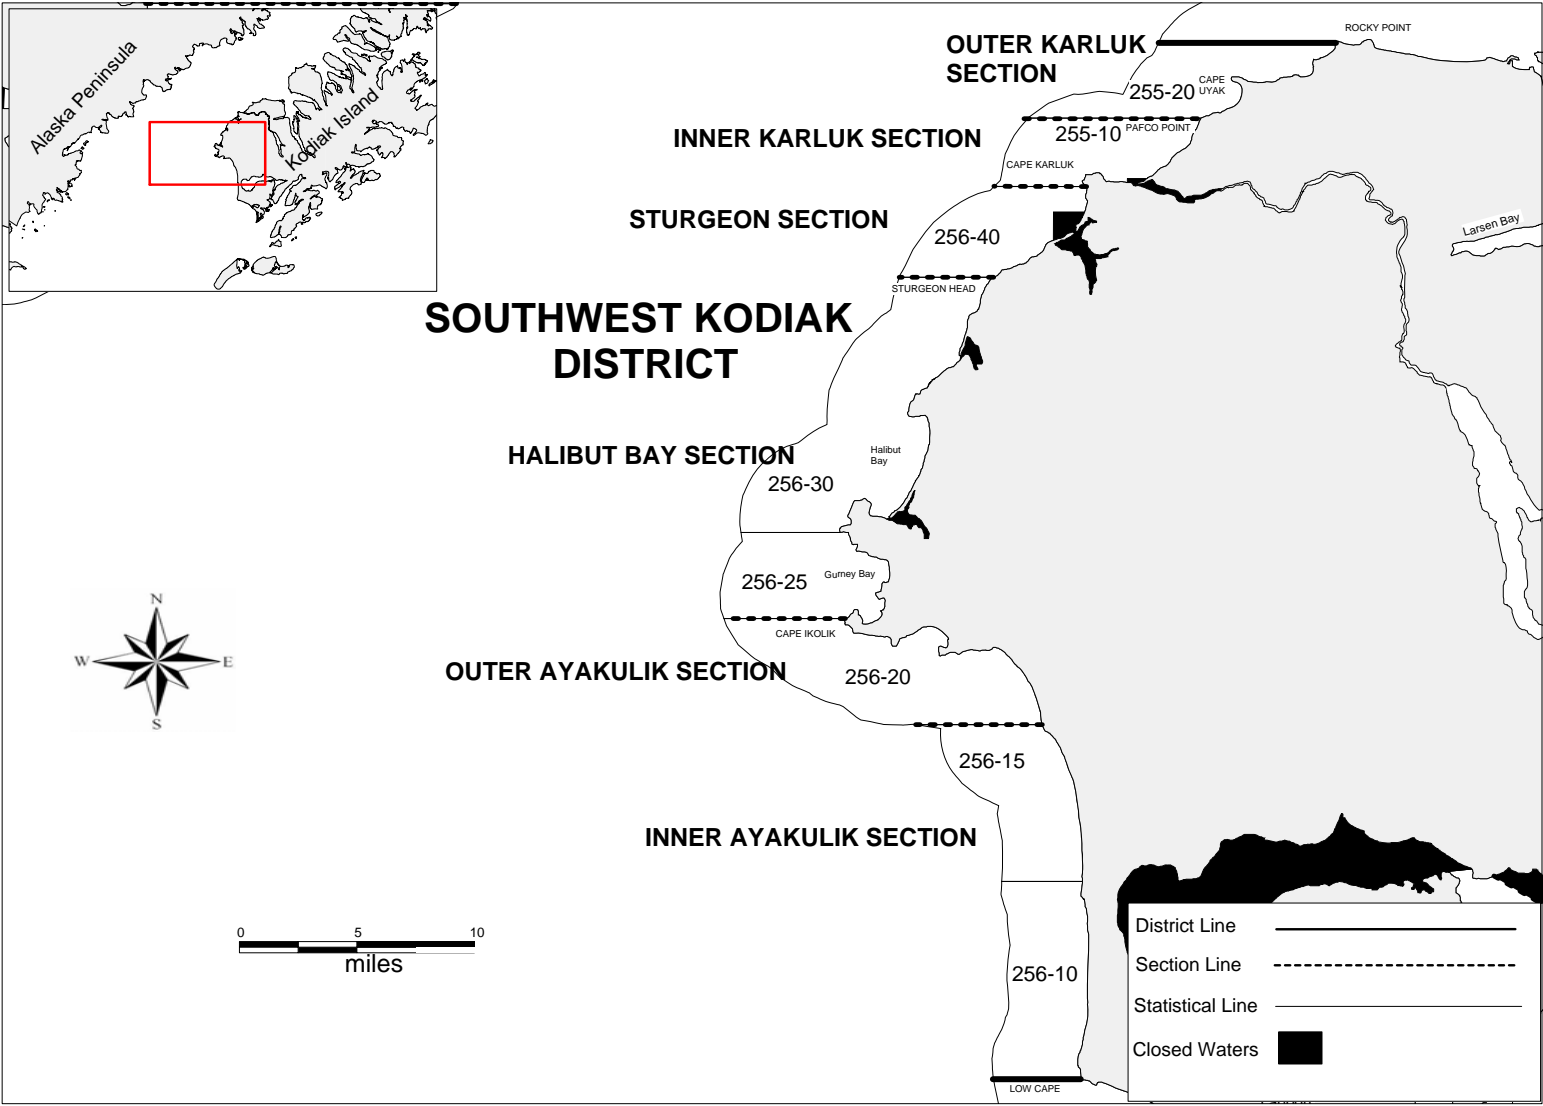 Alaska Peninsula
Kodiak Island
ROCKY POINT
OUTER KARLUK
SECTION
CAPE
UYAK
255-20
INNER KARLUK SECTION
255-10
PAFCO POINT
CAPE KARLUK
STURGEON SECTION
256-40
Larsen Bay
STURGEON HEAD
SOUTHWEST KODIAK
DISTRICT
HALIBUT BAY SECTION
Halibut
Bay
256-30
256-25
Gurney Bay
CAPE IKOLIK
OUTER AYAKULIK SECTION
256-20
N
W
E
S
256-15
INNER AYAKULIK SECTION
0 5 10
miles
256-10
LOW CAPE
District Line
Section Line
Statistical Line
Closed Waters